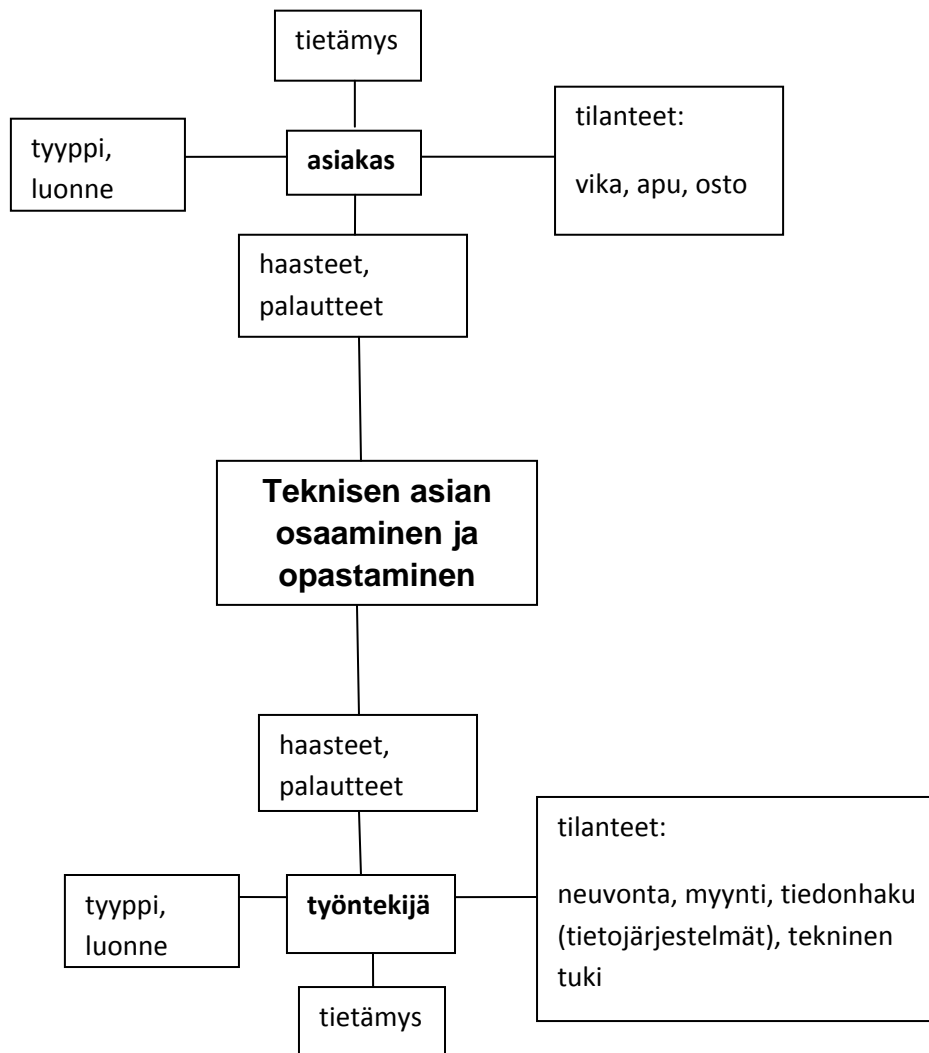 tietämys
tyyppi,
luonne
asiakas
tilanteet:
vika, apu, osto
haasteet,
palautteet
Teknisen asian
osaaminen ja
opastaminen
haasteet,
palautteet
tyyppi,
luonne
työntekijä
tilanteet:
neuvonta, myynti, tiedonhaku
(tietojärjestelmät), tekninen
tuki
tietämys